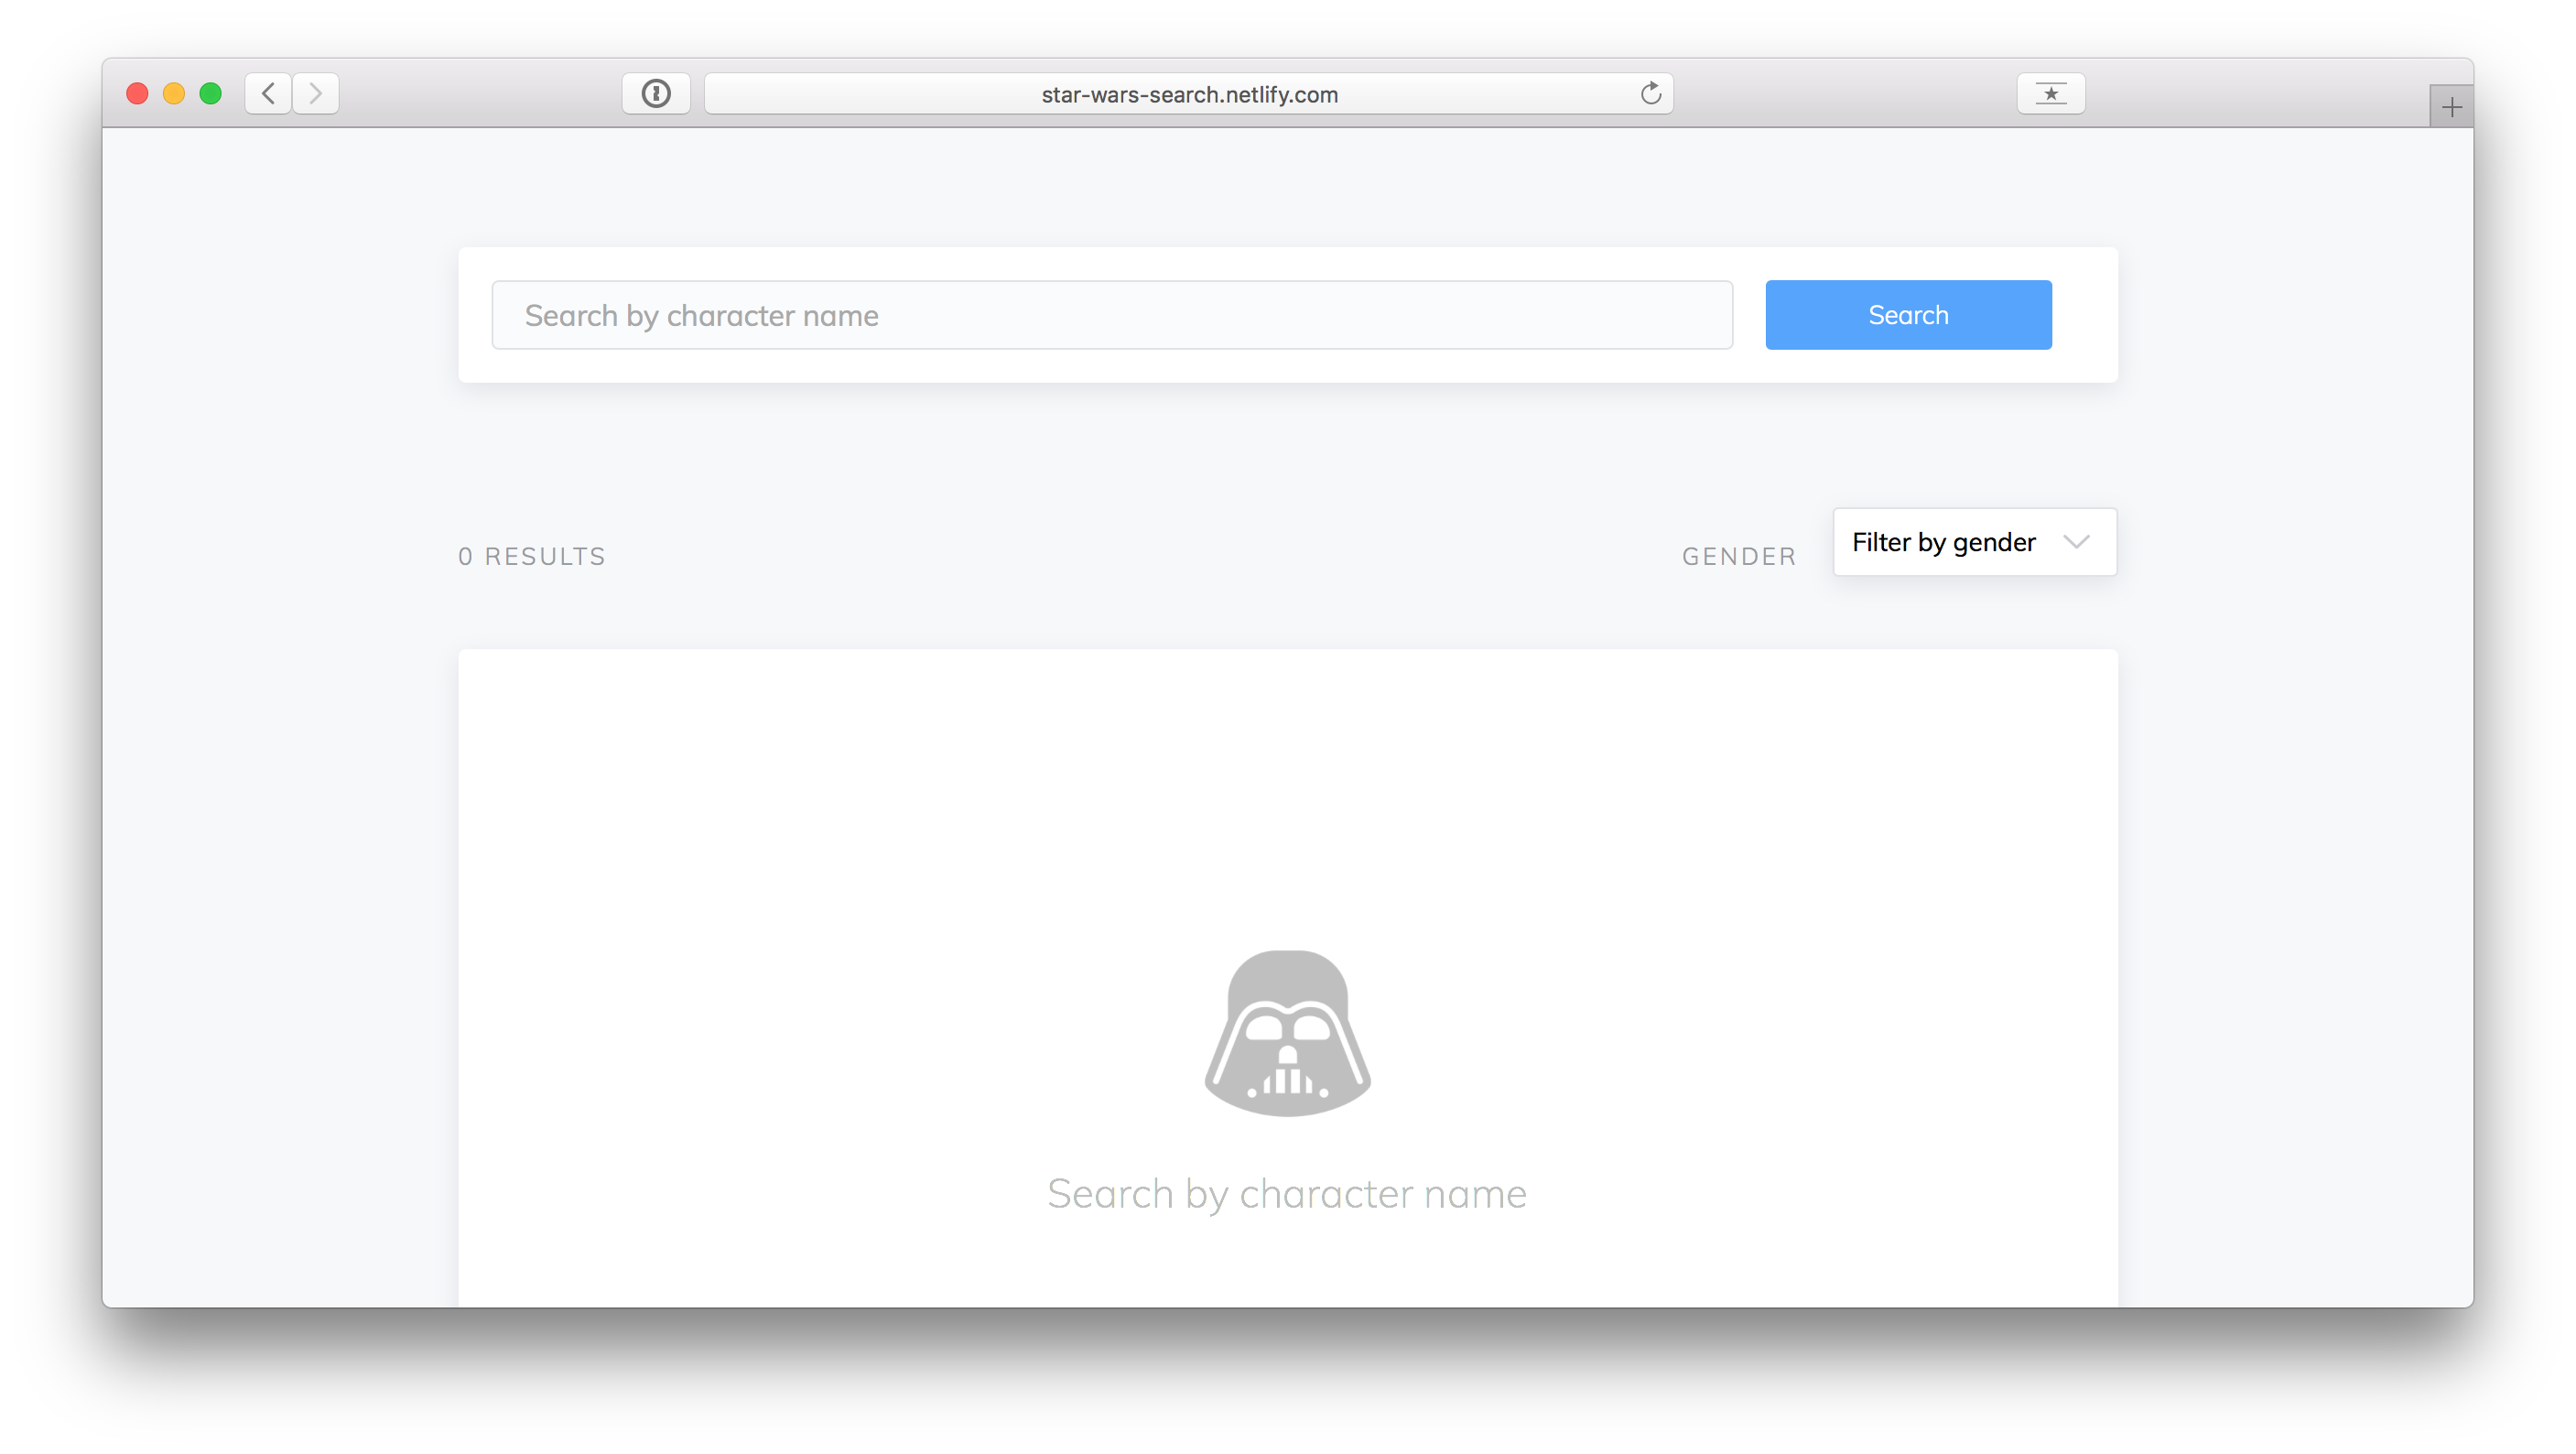 star-wars-search.netlify.com
Search by character name
Search
0 RESULTS
GENDER
Filter by gender
Search by character name